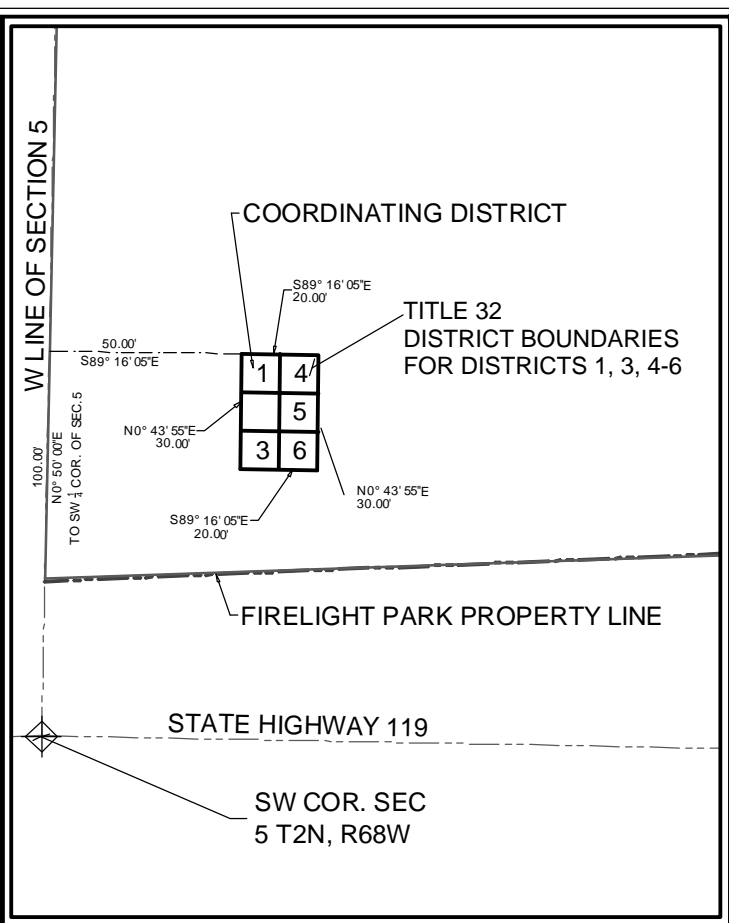 W LINE OF SECTION 5
COORDINATING DISTRICT
S89° 16' 05"E
20.00'
TITLE 32
DISTRICT BOUNDARIES
FOR DISTRICTS 1, 3, 4-6
50.00'
S89° 16' 05"E
1 4
5
3 6
N0° 43' 55"E
30.00'
N0° 43' 55"E
30.00'
S89° 16' 05"E
20.00'
100.00'
N0° 50' 00"E
TO SW 1/4 COR. OF SEC. 5
FIRELIGHT PARK PROPERTY LINE
STATE HIGHWAY 119
SW COR. SEC
5 T2N, R68W